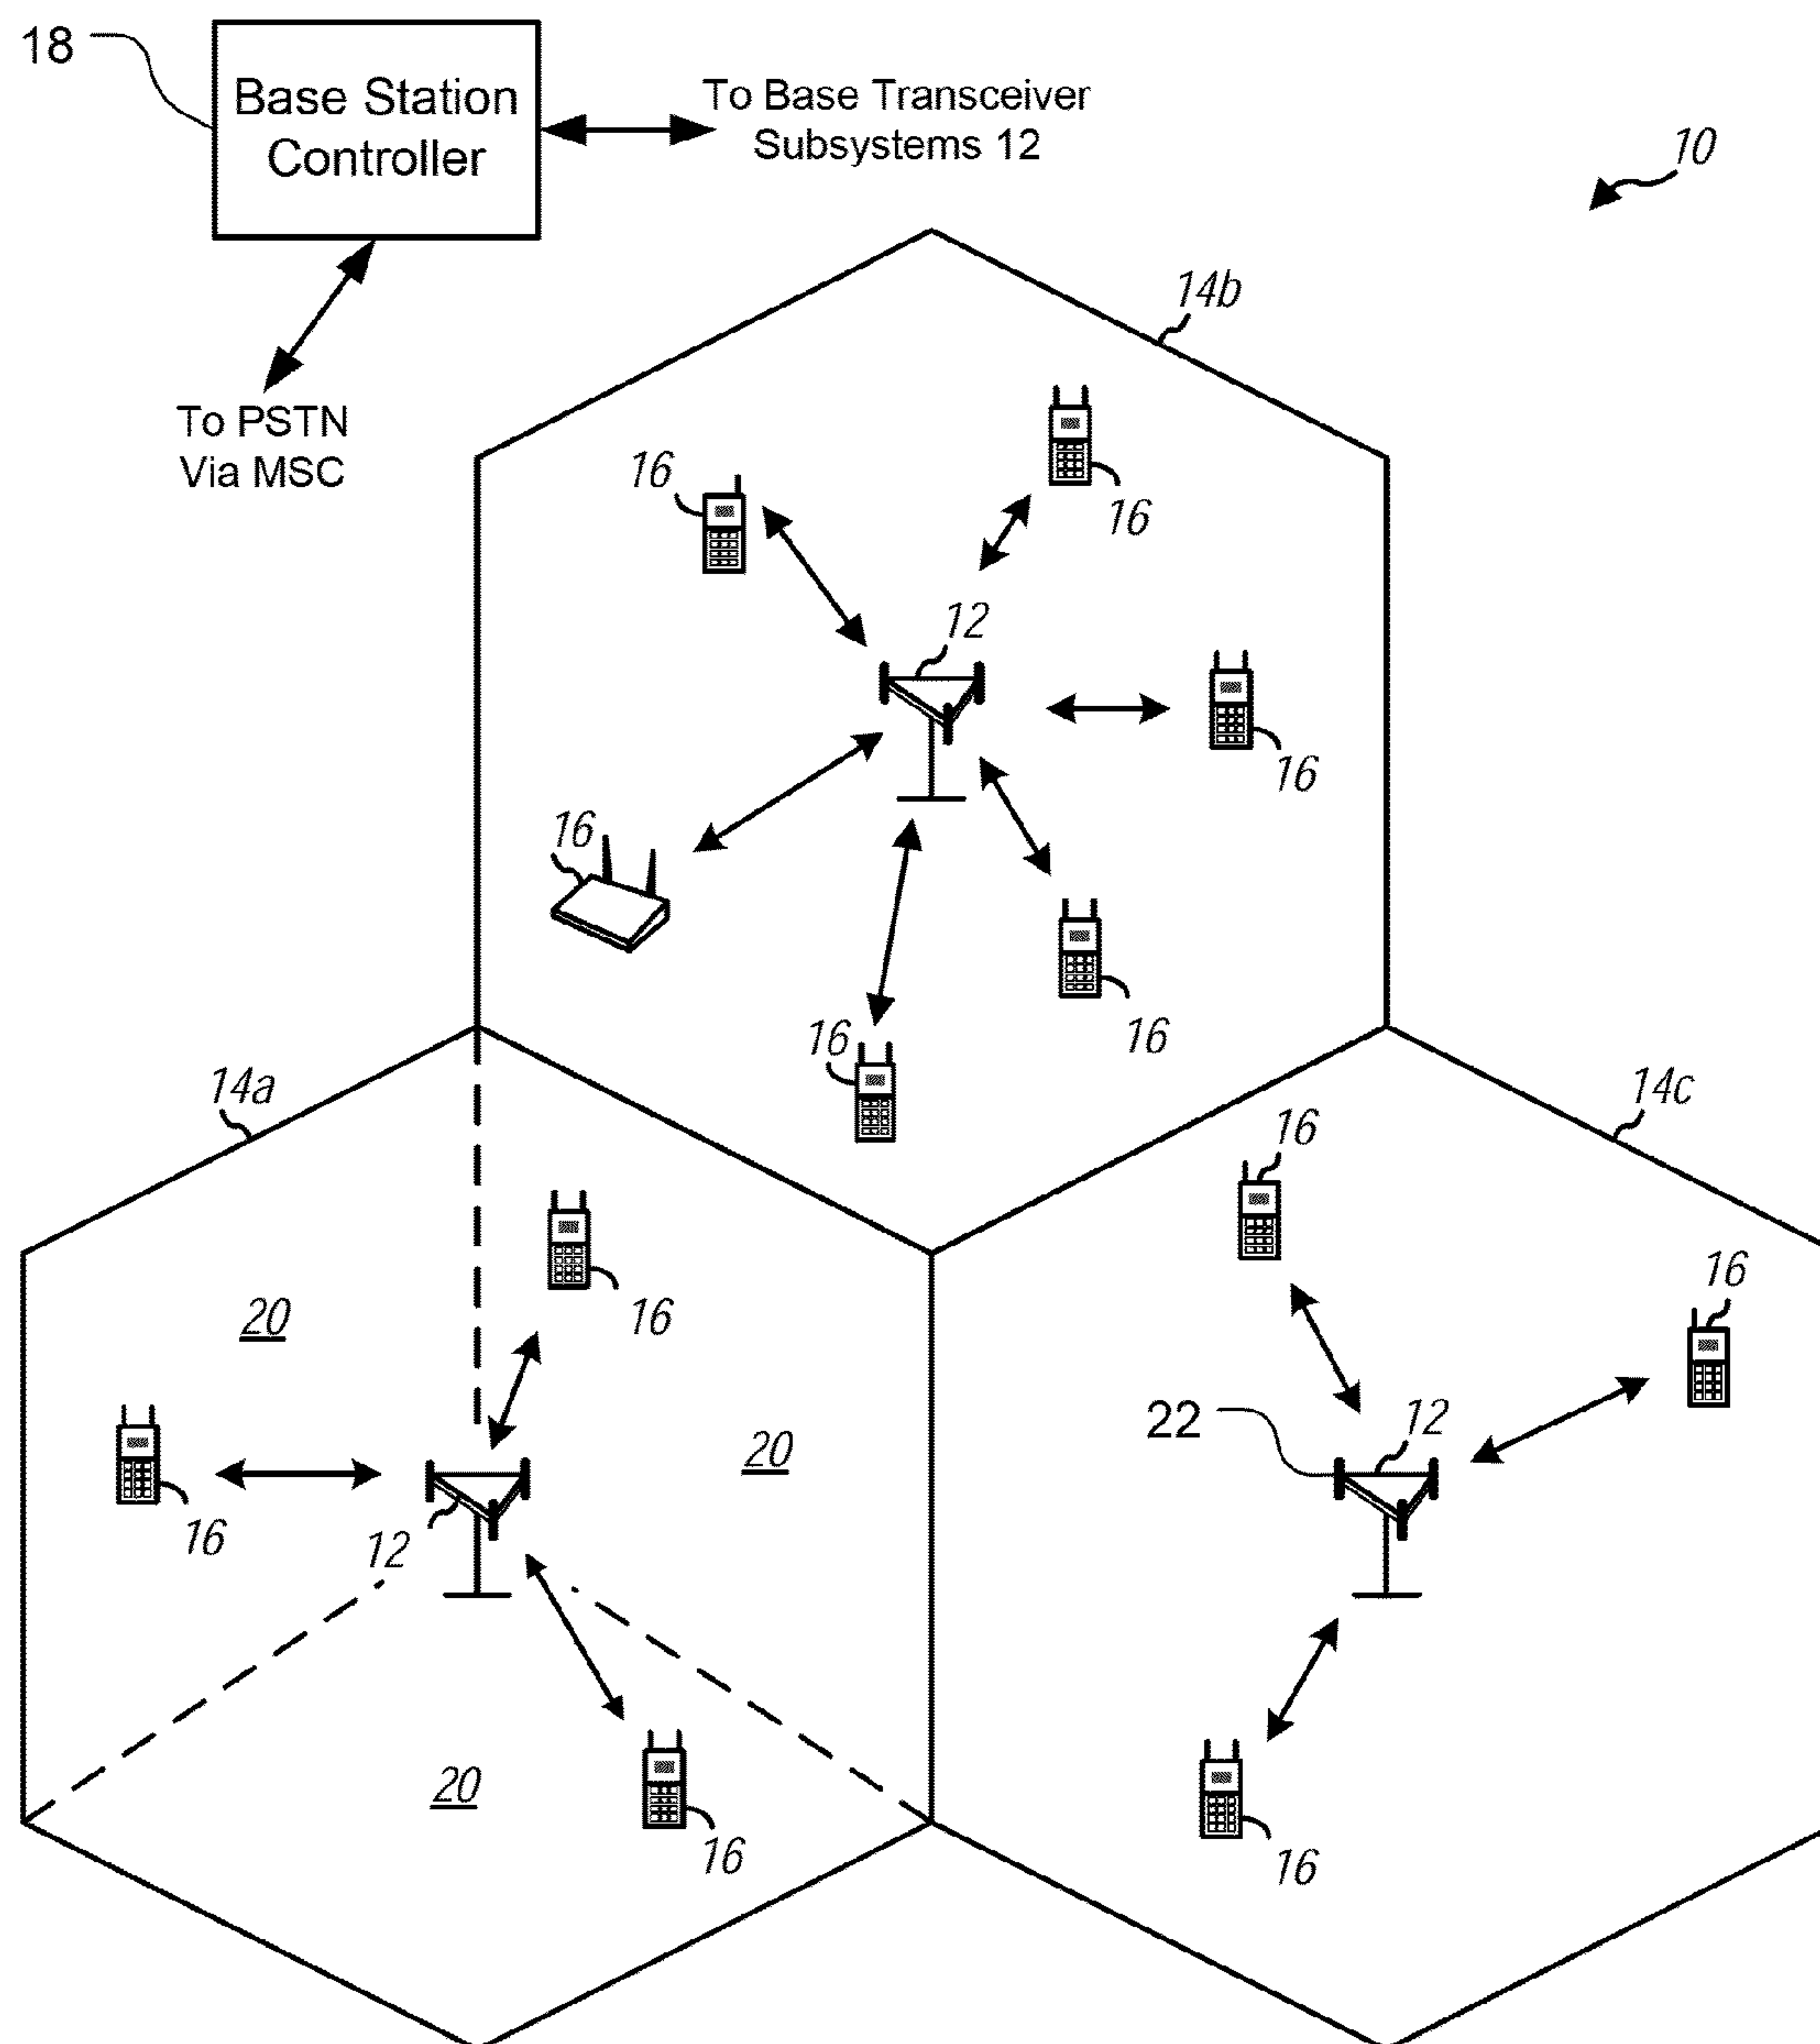 18
Base Station
Controller
To Base Transceiver
Subsystems 12
10
To PSTN
Via MSC
14b
16
16
12
16
16
16
16
14a
14c
16
16
20
16
16
20
22
12
16
12
20
16
16